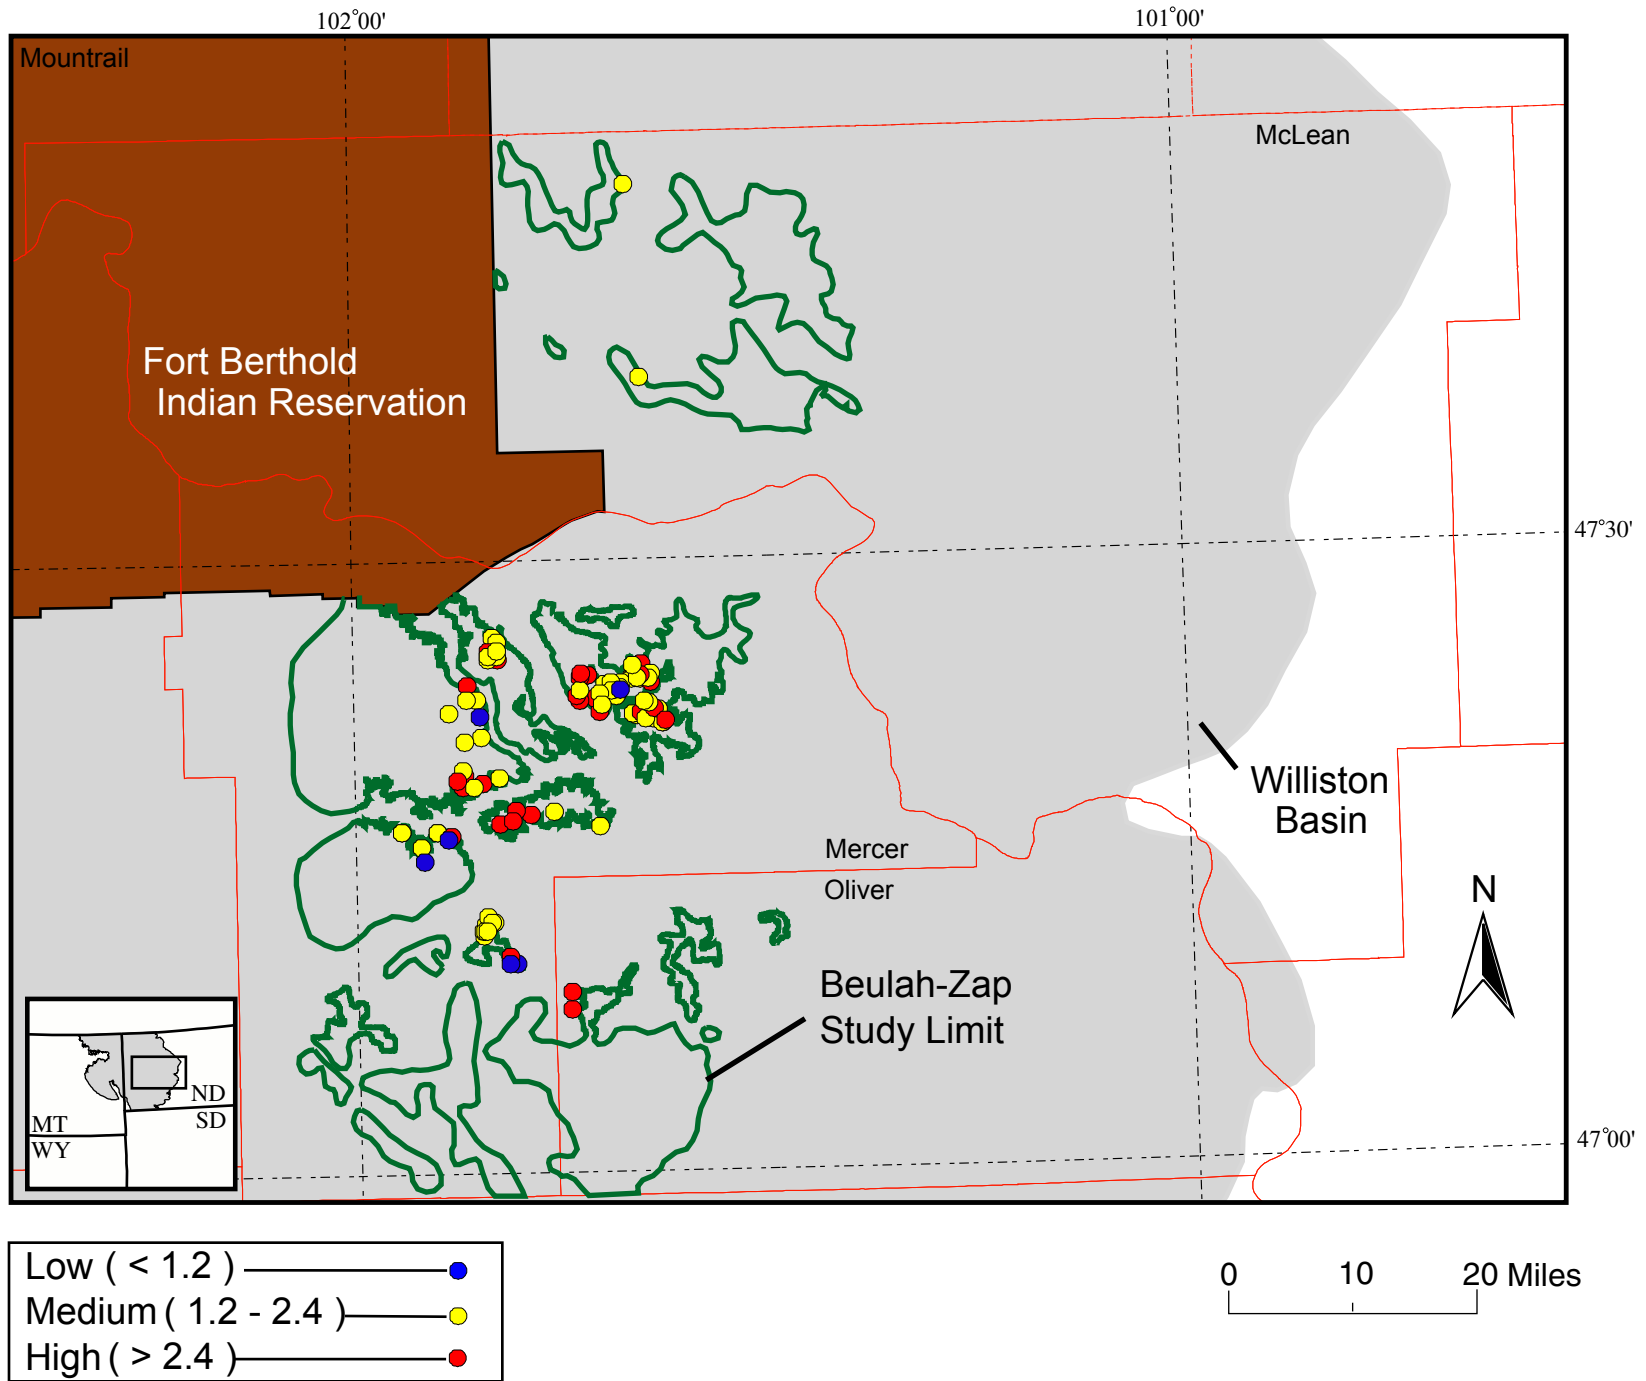 102°00'
101°00'
Mountrail
McLean
Fort Berthold
Indian Reservation
47°30'
Williston
Basin
Mercer
Oliver
N
Beulah-Zap
Study Limit
ND
SD
MT
WY
47°00'
Low ( < 1.2 )
Medium ( 1.2 - 2.4 )
High ( > 2.4 )
0 10 20 Miles